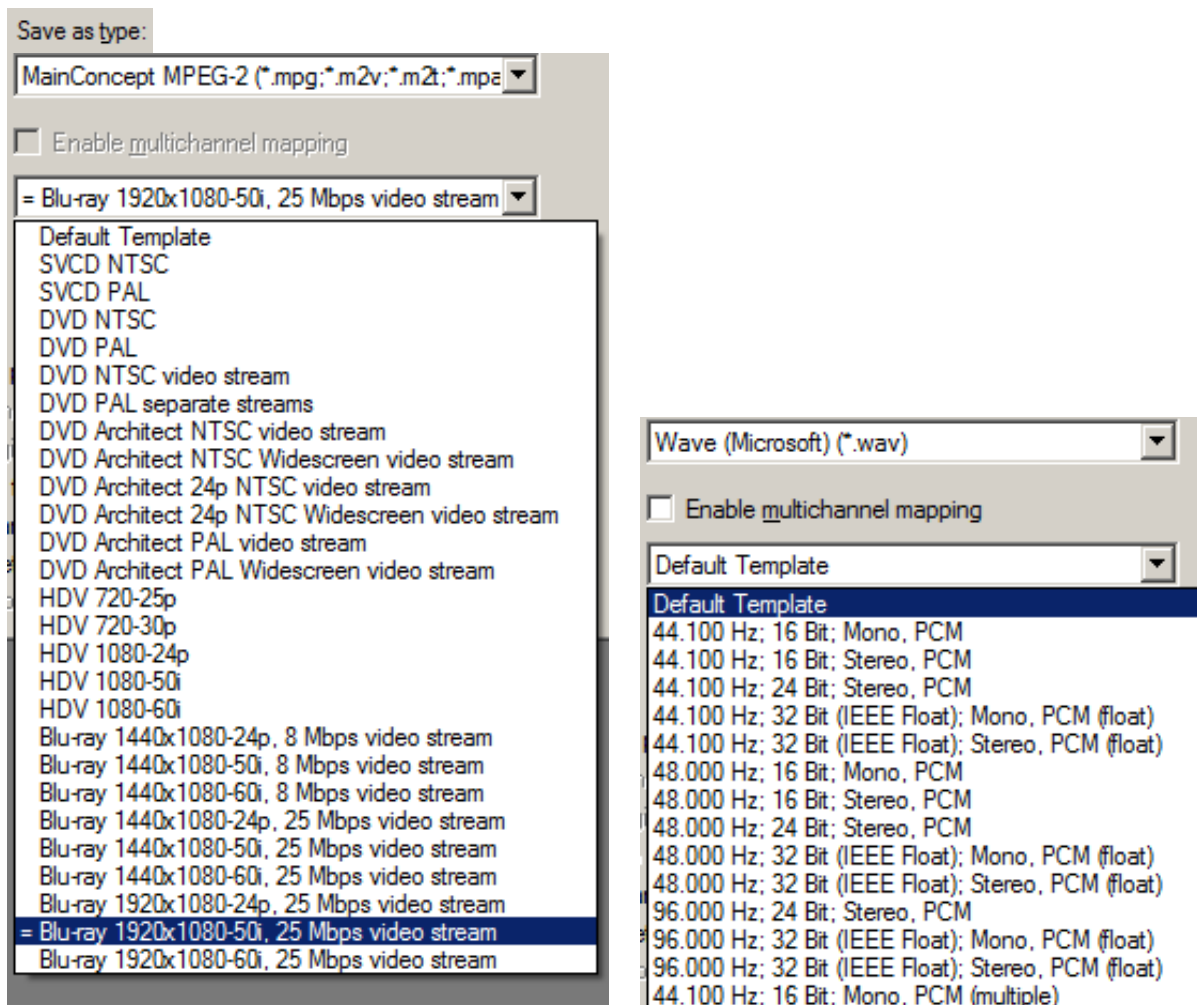 Save as type:
MainConcept MPEG-2 (*.mpg;*.m2v;*.m2t;*.mpa
Enable multichannel mapping
= Blu-ray 1920x1080-50i, 25 Mbps video stream
Default Template
SVCD NTSC
SVCD PAL
DVD NTSC
DVD PAL
DVD NTSC video stream
DVD PAL separate streams
DVD Architect NTSC video stream
DVD Architect NTSC Widescreen video stream
DVD Architect 24p NTSC video stream
DVD Architect 24p NTSC Widescreen video stream
DVD Architect PAL video stream
DVD Architect PAL Widescreen video stream
HDV 720-25p
HDV 720-30p
HDV 1080-24p
HDV 1080-50i
HDV 1080-60i
Blu-ray 1440x1080-24p, 8 Mbps video stream
Blu-ray 1440x1080-50i, 8 Mbps video stream
Blu-ray 1440x1080-60i, 8 Mbps video stream
Blu-ray 1440x1080-24p, 25 Mbps video stream
Blu-ray 1440x1080-50i, 25 Mbps video stream
Blu-ray 1440x1080-60i, 25 Mbps video stream
Blu-ray 1920x1080-24p, 25 Mbps video stream
= Blu-ray 1920x1080-50i, 25 Mbps video stream
Blu-ray 1920x1080-60i, 25 Mbps video stream
Wave (Microsoft) (*.wav)
Enable multichannel mapping
Default Template
Default Template
44.100 Hz; 16 Bit; Mono, PCM
44.100 Hz; 16 Bit; Stereo, PCM
44.100 Hz; 24 Bit; Stereo, PCM
44.100 Hz; 32 Bit (IEEE Float); Mono, PCM (float)
44.100 Hz; 32 Bit (IEEE Float); Stereo, PCM (float)
48.000 Hz; 16 Bit; Mono, PCM
48.000 Hz; 16 Bit; Stereo, PCM
48.000 Hz; 24 Bit; Stereo, PCM
48.000 Hz; 32 Bit (IEEE Float); Mono, PCM (float)
48.000 Hz; 32 Bit (IEEE Float); Stereo, PCM (float)
96.000 Hz; 24 Bit; Stereo, PCM
96.000 Hz; 32 Bit (IEEE Float); Mono, PCM (float)
96.000 Hz; 32 Bit (IEEE Float); Stereo, PCM (float)
44.100 Hz; 16 Bit; Mono, PCM (multiple)